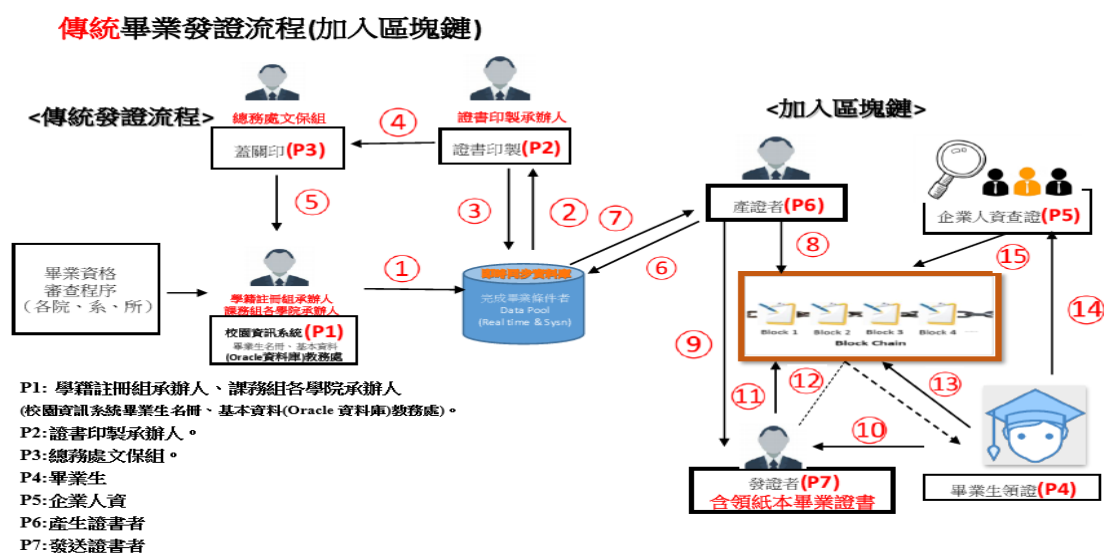 傳統畢業發證流程(加入區塊鏈)
<傳統發證流程>
總務處文保組
蓋關印(P3)
④
證書印製承辦人
證書印製(P2)
<加入區塊鏈>
產證者(P6)
企業人資查證(P5)
⑤
③
②
⑦
⑥
⑧
⑮
畢業資格
審查程序
(各院、系、所)
學籍註冊組承辦人
課務組各學院承辦人
校園資訊系統(P1)
畢業生名冊、基本資料
(Oracle資料庫)教務處
①
即時同步資料處
完成畢業條件者
Data Pool
(Real time & Sysn)
Block 1
Block 2
Block 3
Block 4
Block Chain
⑭
⑨
⑪
⑫
⑬
⑩
發證者(P7)
含領紙本畢業證書
畢業生領證(P4)
P1: 學籍註冊組承辦人、課務組各學院承辦人
(校園資訊系統畢業生名冊、基本資料(Oracle 資料庫)教務處)。
P2:證書印製承辦人。
P3:總務處文保組。
P4:畢業生
P5:企業人資
P6:產生證書者
P7:發送證書者